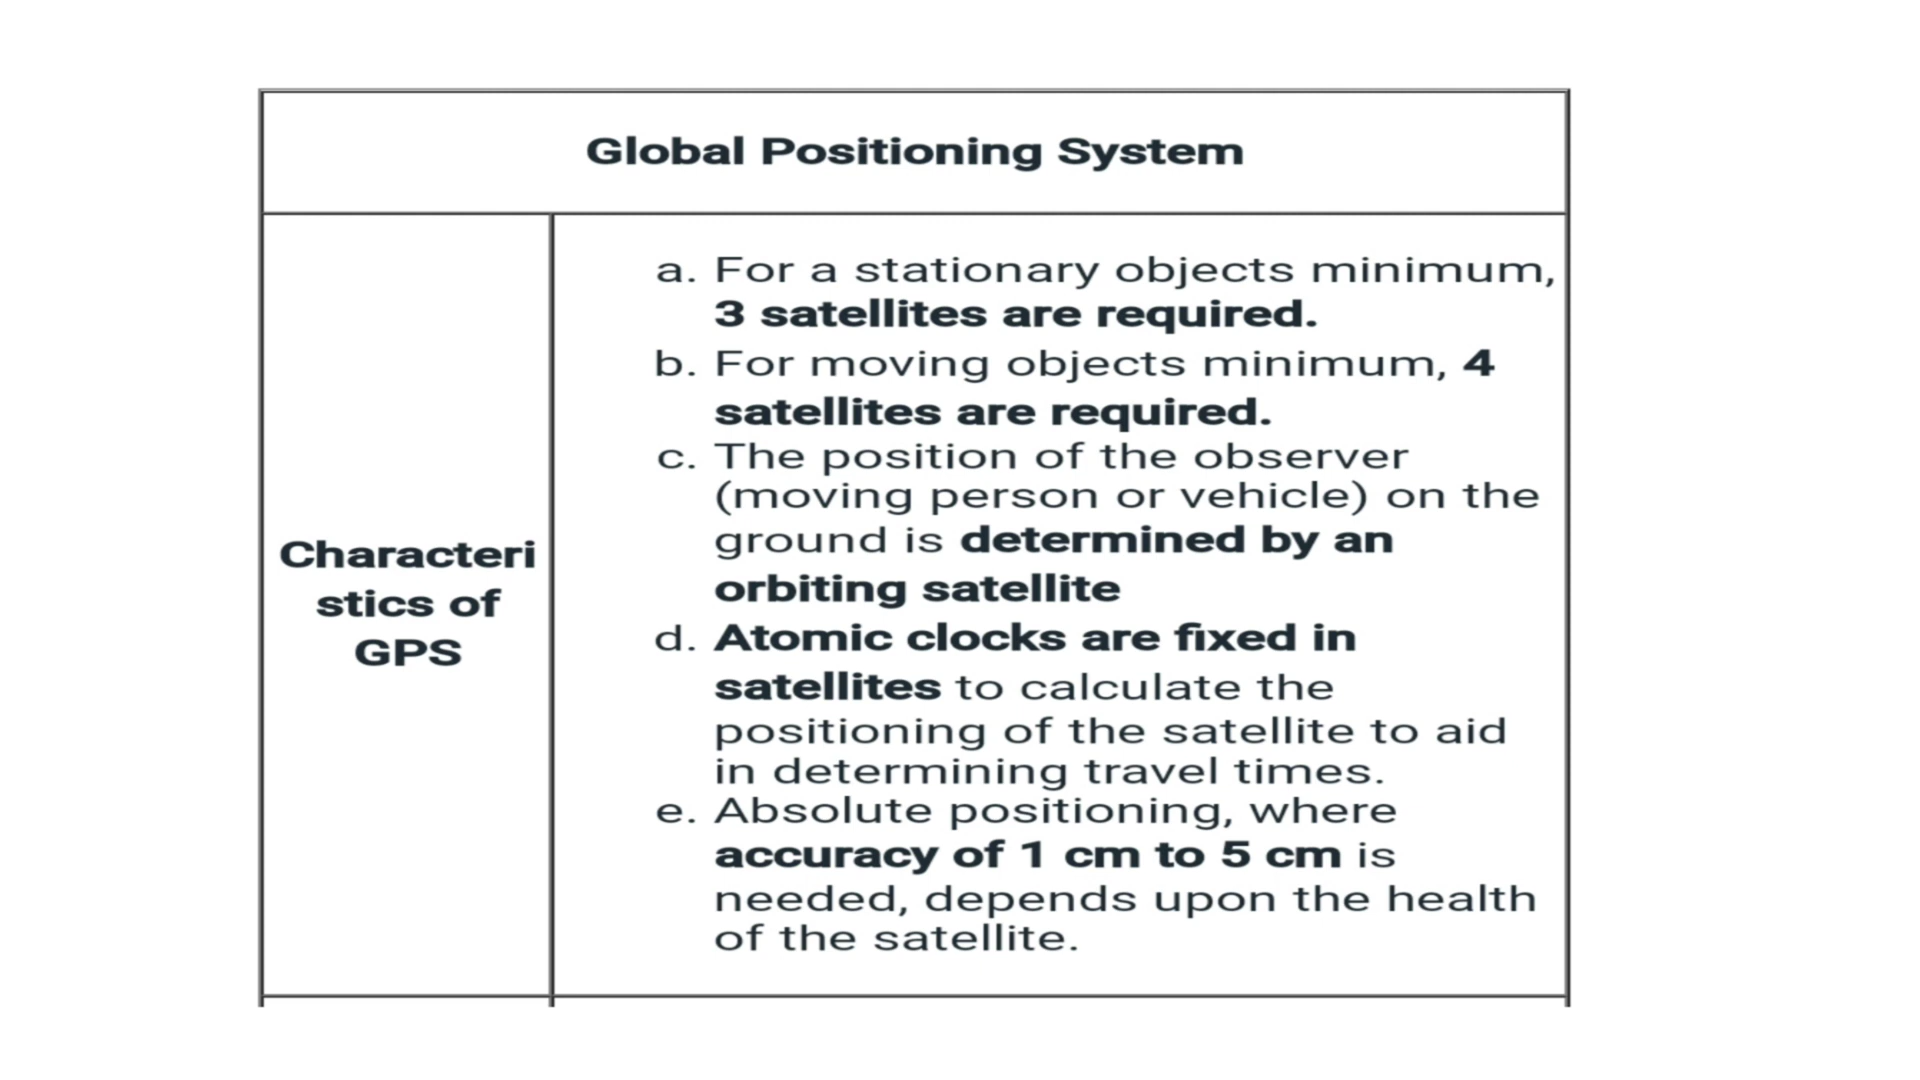 Global Positioning System
Characteri
stics of
GPS
a. For a stationary objects minimum,
3 satellites are required.
b. For moving objects minimum, 4
satellites are required.
c. The position of the observer
(moving person or vehicle) on the
ground is determined by an
orbiting satellite
d. Atomic clocks are fixed in
satellites to calculate the
positioning of the satellite to aid
in determining travel times.
e. Absolute positioning, where
accuracy of 1 cm to 5 cm is
needed, depends upon the health
of the satellite.